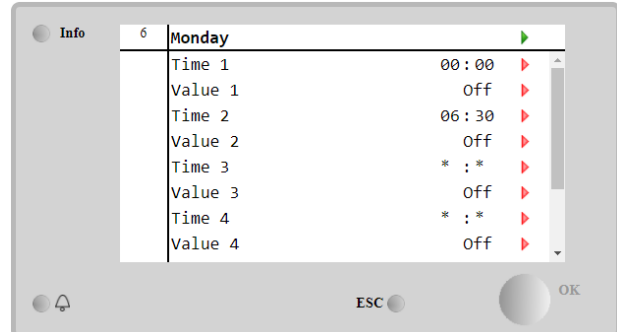 Info
6 Monday
Time 1 00:00
Value 1 Off
Time 2 06:30
Value 2 Off
Time 3 * :*
Value 3 Off
Time 4 * :*
Value 4 Off
ESC
OK